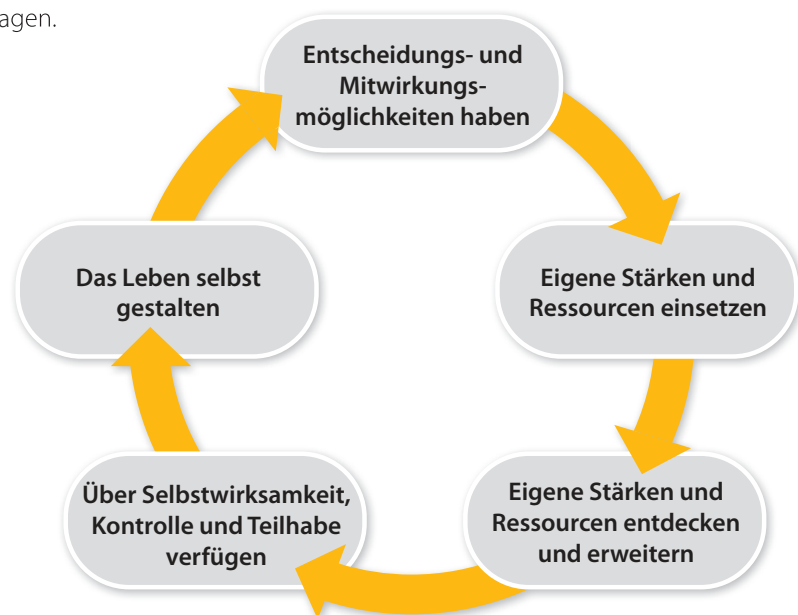 agen.
Entscheidungs- und
Mitwirkungs-
möglichkeiten haben
Eigene Stärken und
Ressourcen einsetzen
Eigene Stärken und
Ressourcen entdecken
und erweitern
Über Selbstwirksamkeit,
Kontrolle und Teilhabe
verfügen
Das Leben selbst
gestalten